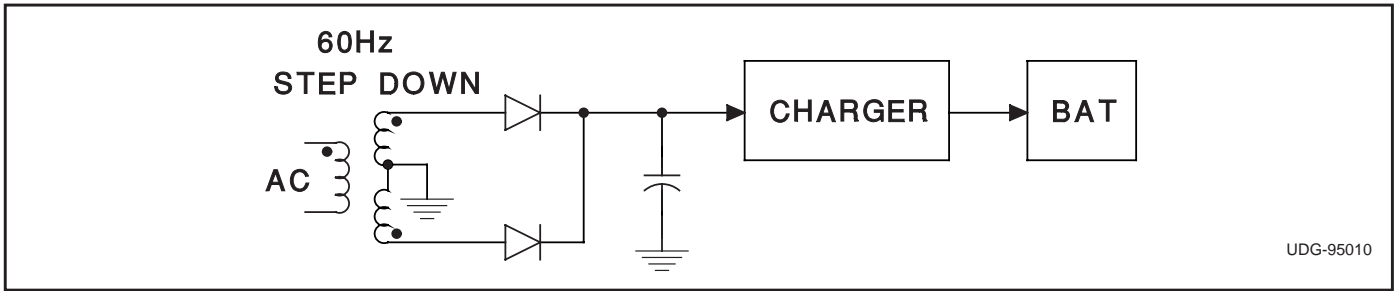 60Hz
STEP DOWN
AC
CHARGER
BAT
UDG-95010